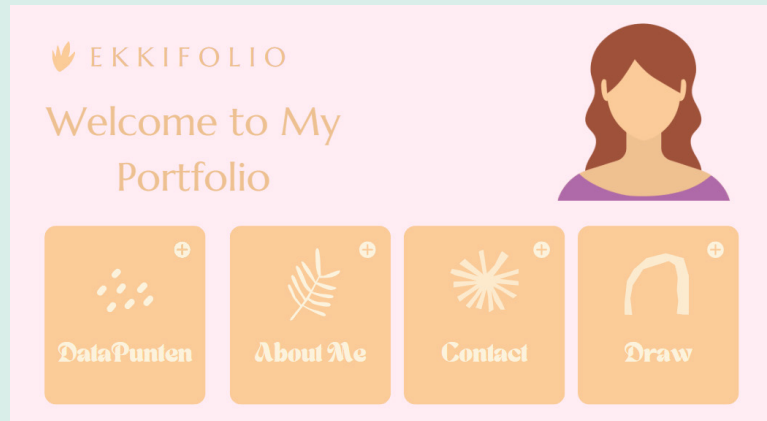 EKKIFOLIO
Welcome to My
Portfolio
DataPunten
About Me
Contact
Draw